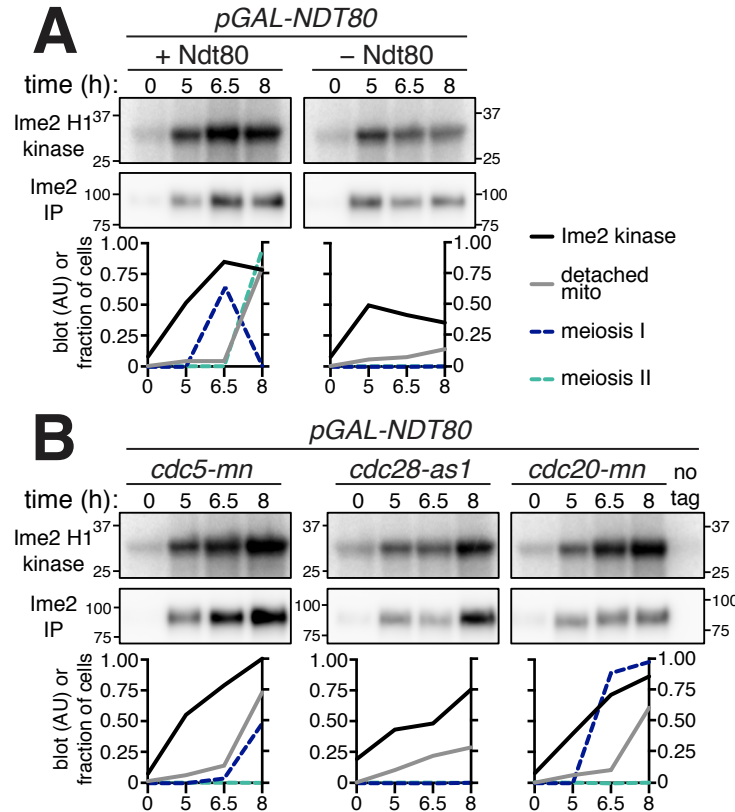 A
pGAL-NDT80
+ Ndt80 – Ndt80
time (h): 0 5 6.5 8 0 5 6.5 8
Ime2 H1
kinase
37
25
37
25
Ime2
IP
100
75
100
75
blot (AU) or
fraction of cells
1.00
0.75
0.50
0.25
0
1.00
0.75
0.50
0.25
0
0 5 6.5 8 0 5 6.5 8
Ime2 kinase
detached
mito
meiosis I
meiosis II
B
pGAL-NDT80
cdc5-mn cdc28-as1 cdc20-mn no
tag
time (h): 0 5 6.5 8 0 5 6.5 8 0 5 6.5 8
Ime2 H1
kinase
37
25
37
25
37
25
Ime2
IP
100
75
100
75
100
75
blot (AU) or
fraction of cells
1.00
0.75
0.50
0.25
0
1.00
0.75
0.50
0.25
0
1.00
0.75
0.50
0.25
0
0 5 6.5 8 0 5 6.5 8 0 5 6.5 8